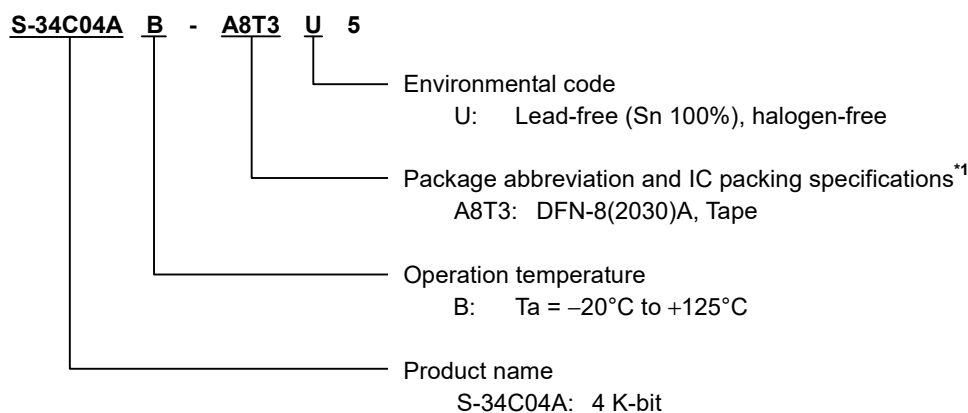 S-34C04A B - A8T3 U 5
Environmental code
U: Lead-free (Sn 100%), halogen-free
Package abbreviation and IC packing specifications*1
A8T3: DFN-8(2030)A, Tape
Operation temperature
B: Ta = −20°C to +125°C
Product name
S-34C04A: 4 K-bit